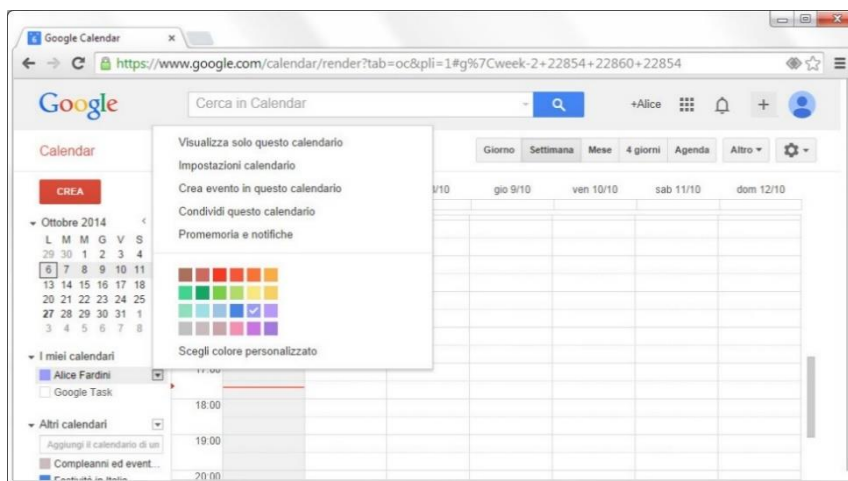 Google Calendar
https://www.google.com/calendar/render?tab=oc&pli=1#g%7Cweek-2+22854+22860+22854
Google
Cerca in Calendar
+Alice
Calendar
Giorno Settimana Mese 4 giorni Agenda Altro
CREA
Visualizza solo questo calendario
Impostazioni calendario
Crea evento in questo calendario
Condividi questo calendario
Promemoria e notifiche
Scegli colore personalizzato
/10 gio 9/10 ven 10/10 sab 11/10 dom 12/10
Ottobre 2014
L M M G V S
29 30 1 2 3 4
6 7 8 9 10 11
13 14 15 16 17 18
20 21 22 23 24 25
27 28 29 30 31 1
3 4 5 6 7 8
I miei calendari
Alice Fardini
Google Task
Altri calendari
Aggiungi il calendario di un
Compleanni ed event...
Festività in Italia
17:00
18:00
19:00
20:00